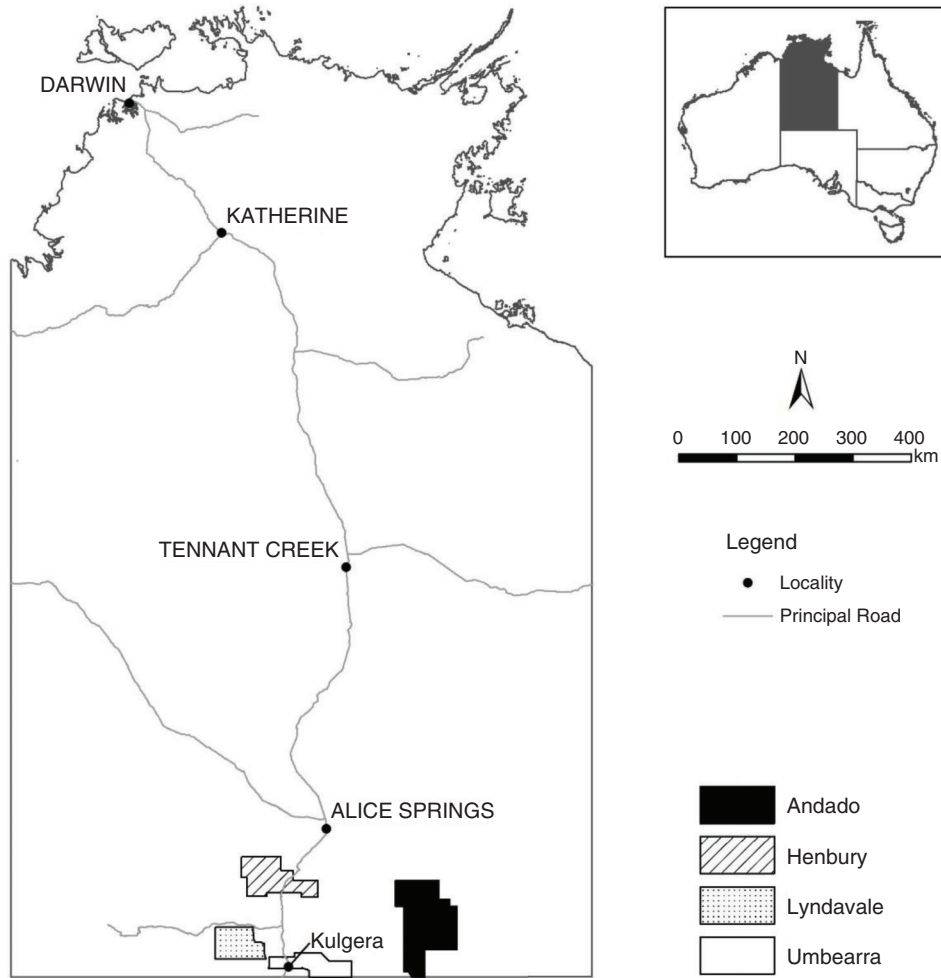 DARWIN
KATHERINE
N
0 100 200 300 400
km
TENNANT CREEK
Legend
Locality
Principal Road
ALICE SPRINGS
Andado
Henbury
Lyndavale
Kulgera
Umbearra